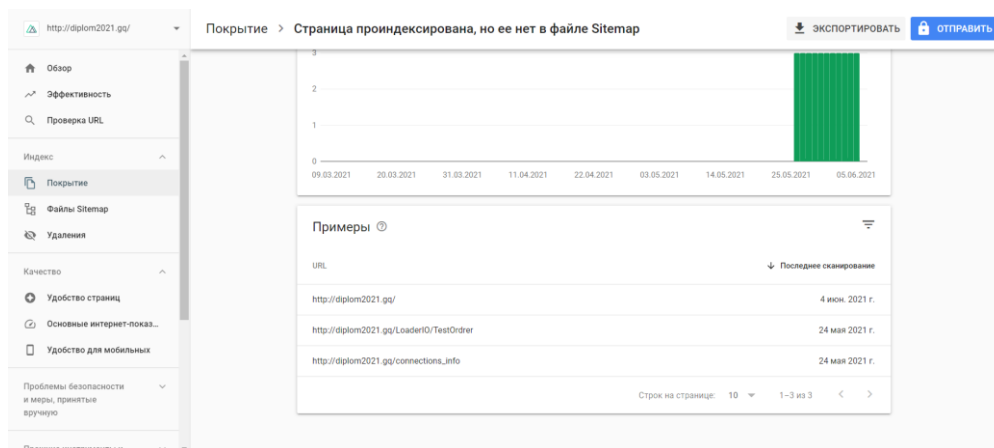 http://diplom2021.gq/
Покрытие > Страница проиндексирована, но ее нет в файле Sitemap
ЭКСПОРТИРОВАТЬ
ОТПРАВИТЬ
Обзор
Эффективность
Проверка URL
Индекс
Покрытие
Файлы Sitemap
Удаления
Качество
Удобство страниц
Основные интернет-показ...
Удобство для мобильных
Проблемы безопасности
и меры, принятые
вручную
3
2
1
0
09.03.2021 20.03.2021 31.03.2021 11.04.2021 22.04.2021 03.05.2021 14.05.2021 25.05.2021 05.06.2021
Примеры
URL Последнее сканирование
http://diplom2021.gq/ 4 июн. 2021 г.
http://diplom2021.gq/LoaderIO/TestOrdrer 24 мая 2021 г.
http://diplom2021.gq/connections_info 24 мая 2021 г.
Строк на странице: 10 1–3 из 3